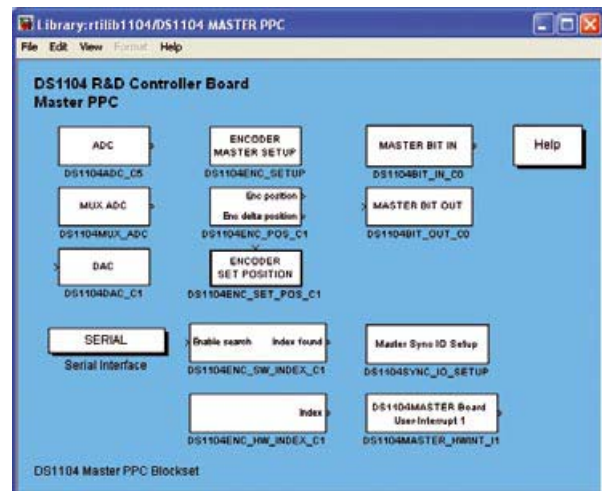 Library:rtilib1104/DS1104 MASTER PPC
File Edit View Format Help
DS1104 R&D Controller Board
Master PPC
ADC
DS1104ADC_C5
ENCODER
MASTER SETUP
DS1104ENC_SETUP
MASTER BIT IN
DS1104BIT_IN_C0
Help
MUX ADC
DS1104MUX_ADC
Enc position
Enc delta position
DS1104ENC_POS_C1
MASTER BIT OUT
DS1104BIT_OUT_C0
DAC
DS1104DAC_C1
ENCODER
SET POSITION
DS1104ENC_SET_POS_C1
SERIAL
Serial Interface
Enable search Index found
DS1104ENC_SW_INDEX_C1
Master Sync IO Setup
DS1104SYNC_IO_SETUP
Index
DS1104ENC_HW_INDEX_C1
DS1104MASTER Board
User-Interrupt 1
DS1104MASTER_HWINT_I1
DS1104 Master PPC Blockset